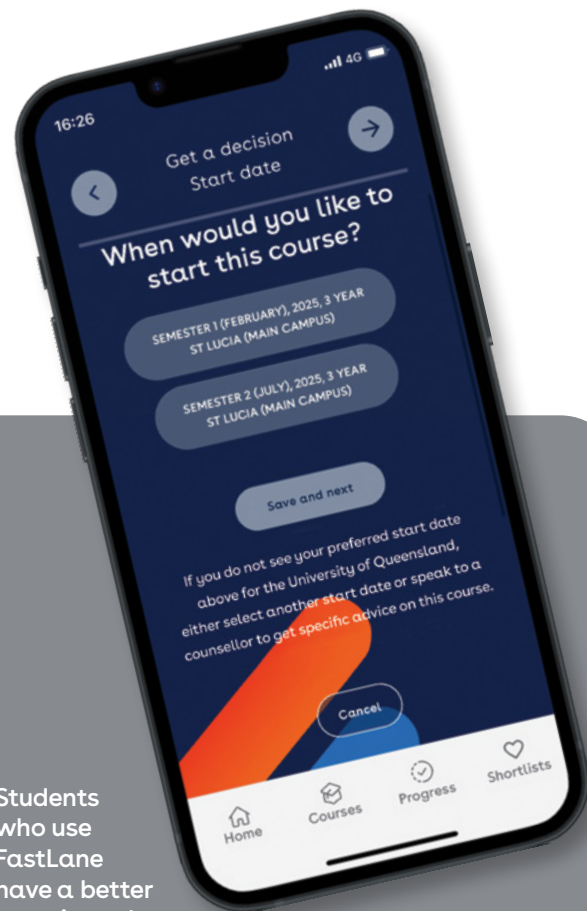 16:26
4G
Get a decision
Start date
When would you like to
start this course?
SEMESTER 1 (FEBRUARY), 2025, 3 YEAR
ST LUCIA (MAIN CAMPUS)
SEMESTER 2 (JULY), 2025, 3 YEAR
ST LUCIA (MAIN CAMPUS)
Save and next
If you do not see your preferred start date
above for the University of Queensland,
either select another start date or speak to a
counsellor to get specific advice on this course.
Cancel
Home
Courses
Progress
Shortlists
Students
who use
FastLane
have a better